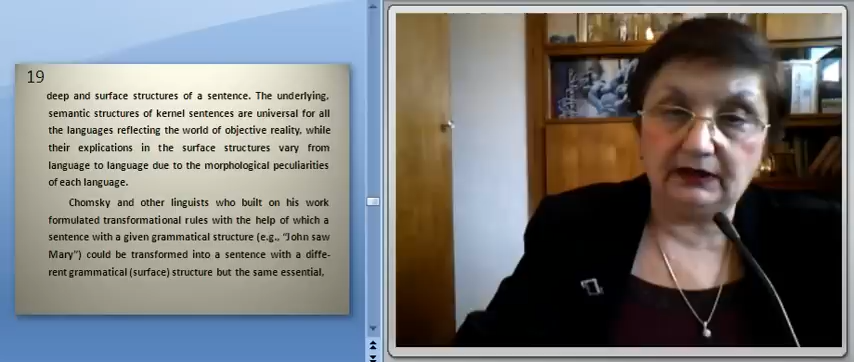 19
deep and surface structures of a sentence. The underlying,
semantic structures of kernel sentences are universal for all
the languages reflecting the world of objective reality, while
their explications in the surface structures vary from
language to language due to the morphological peculiarities
of each language.
Chomsky and other linguists who built on his work
formulated transformational rules with the help of which a
sentence with a given grammatical structure (e.g., "John saw
Mary") could be transformed into a sentence with a diffe-
rent grammatical (surface) structure but the same essential,